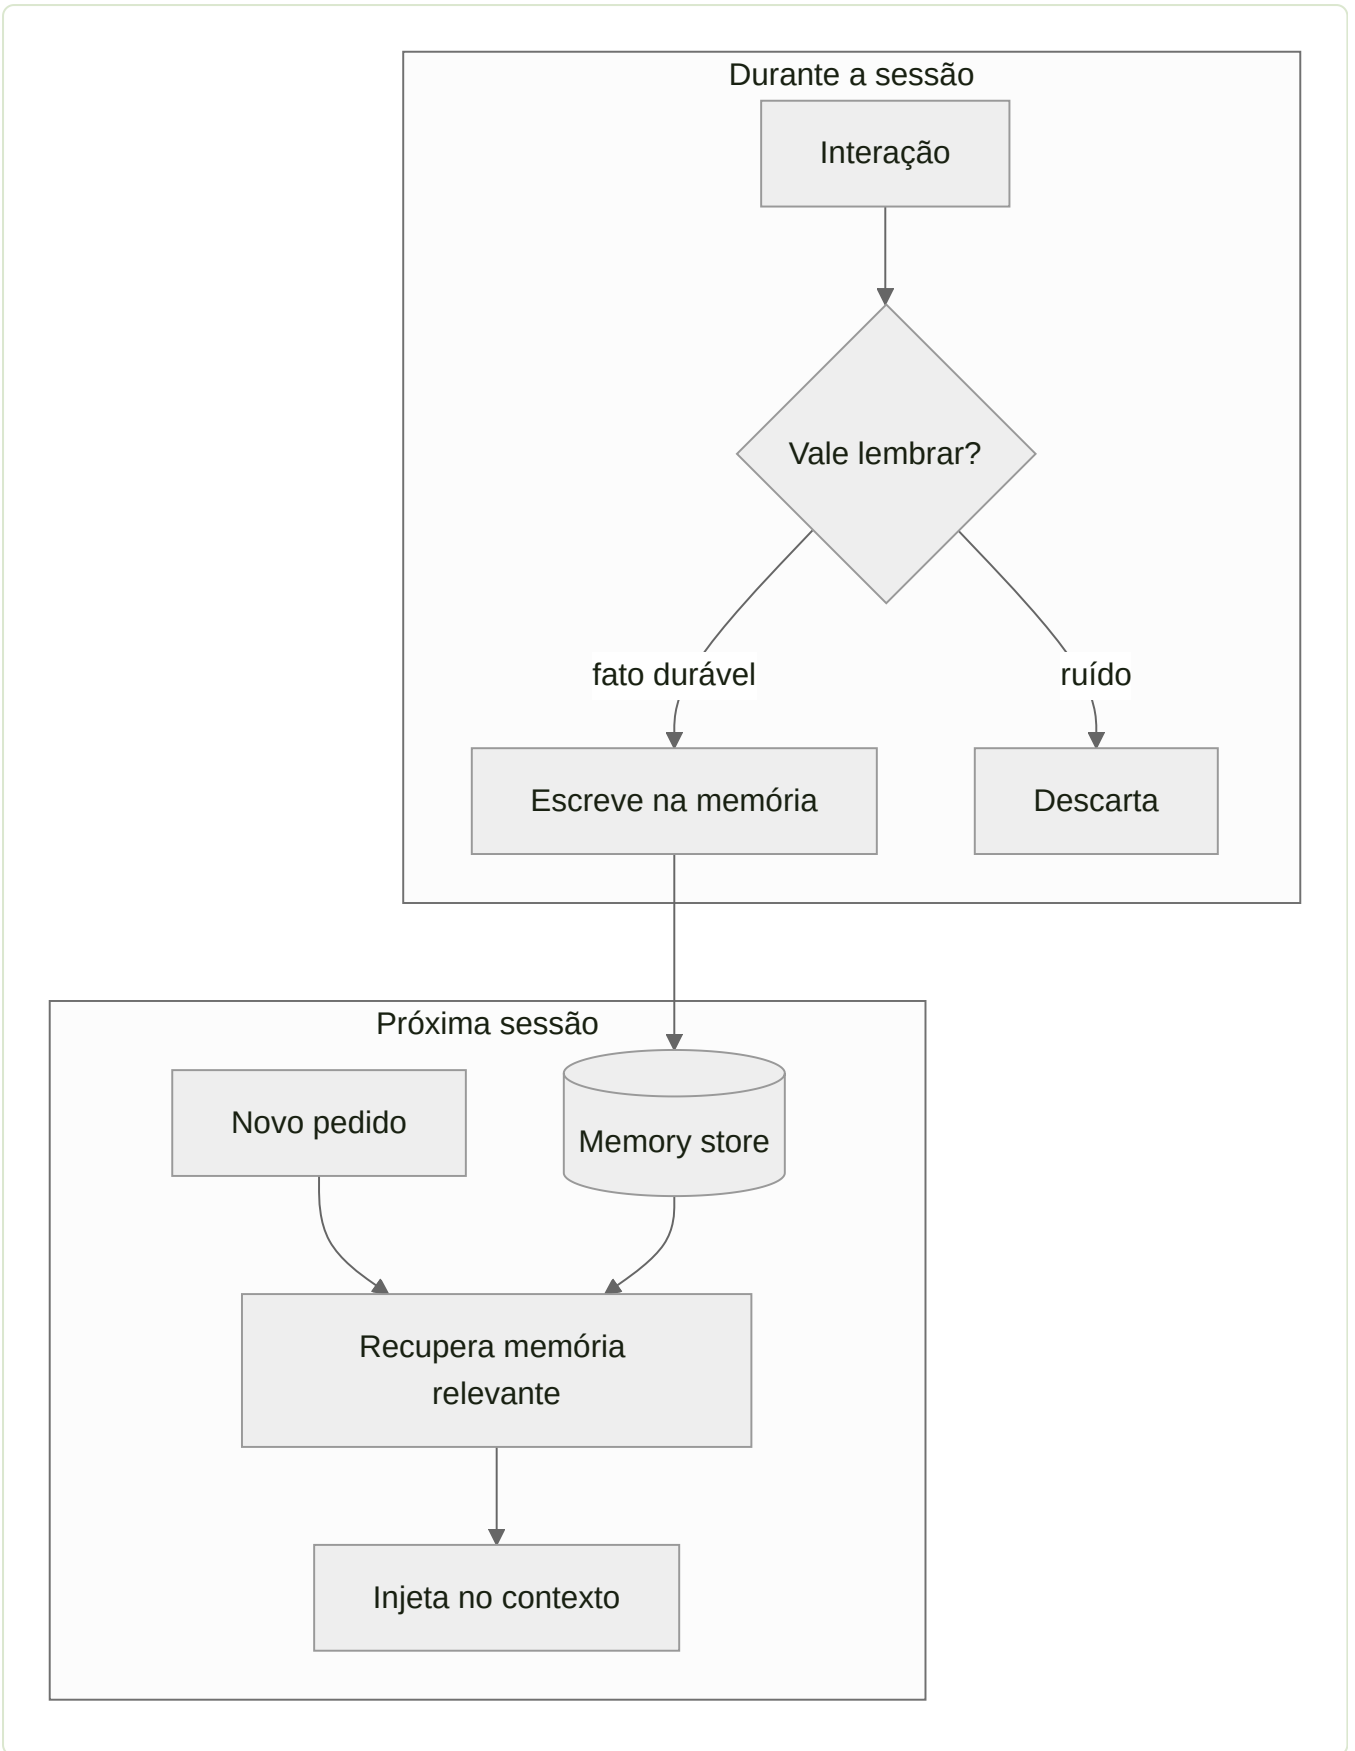 Durante a sessão
Interação
Vale lembrar?
fato durável
ruído
Escreve na memória
Descarta
Próxima sessão
Novo pedido
Memory store
Recupera memória
relevante
Injeta no contexto